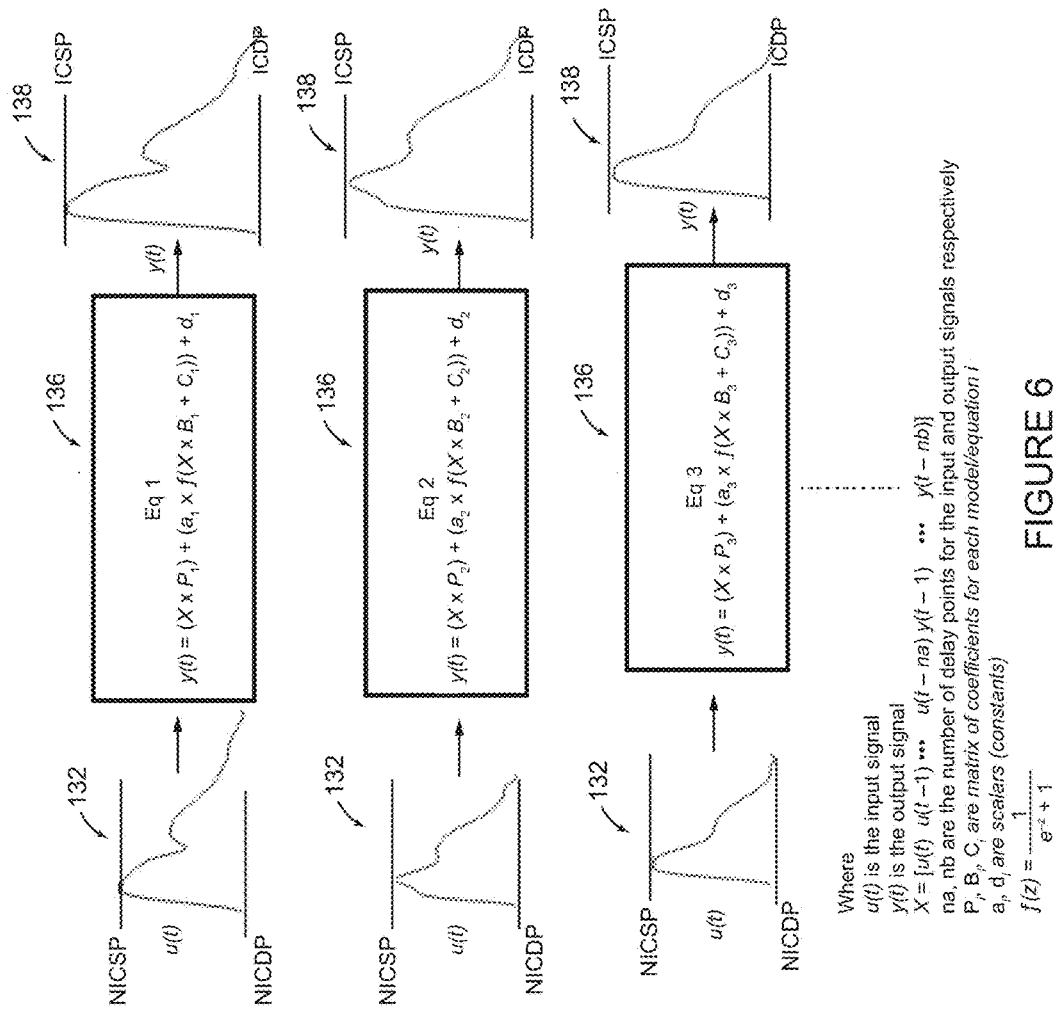 132
NICSP
u(t)
NICDP
136
Eq 1
y(t) = (X x P₁) + (a₁ x f(X x B₁ + C₁)) + d₁
y(t)
138
ICSP
ICDP
132
NICSP
u(t)
NICDP
136
Eq 2
y(t) = (X x P₂) + (a₂ x f(X x B₂ + C₂)) + d₂
y(t)
138
ICSP
ICDP
132
NICSP
u(t)
NICDP
136
Eq 3
y(t) = (X x P₃) + (a₃ x f(X x B₃ + C₃)) + d₃
y(t)
138
ICSP
ICDP
Where
u(t) is the input signal
y(t) is the output signal
X = [u(t) u(t−1) ••• u(t − na) y(t − 1) ••• y(t − nb)]
na, nb are the number of delay points for the input and output signals respectively
Pᵢ, Bᵢ, Cᵢ are matrix of coefficients for each model/equation i
aᵢ, dᵢ are scalars (constants)
f(z) = 1 / (e⁻ᶻ + 1)
FIGURE 6